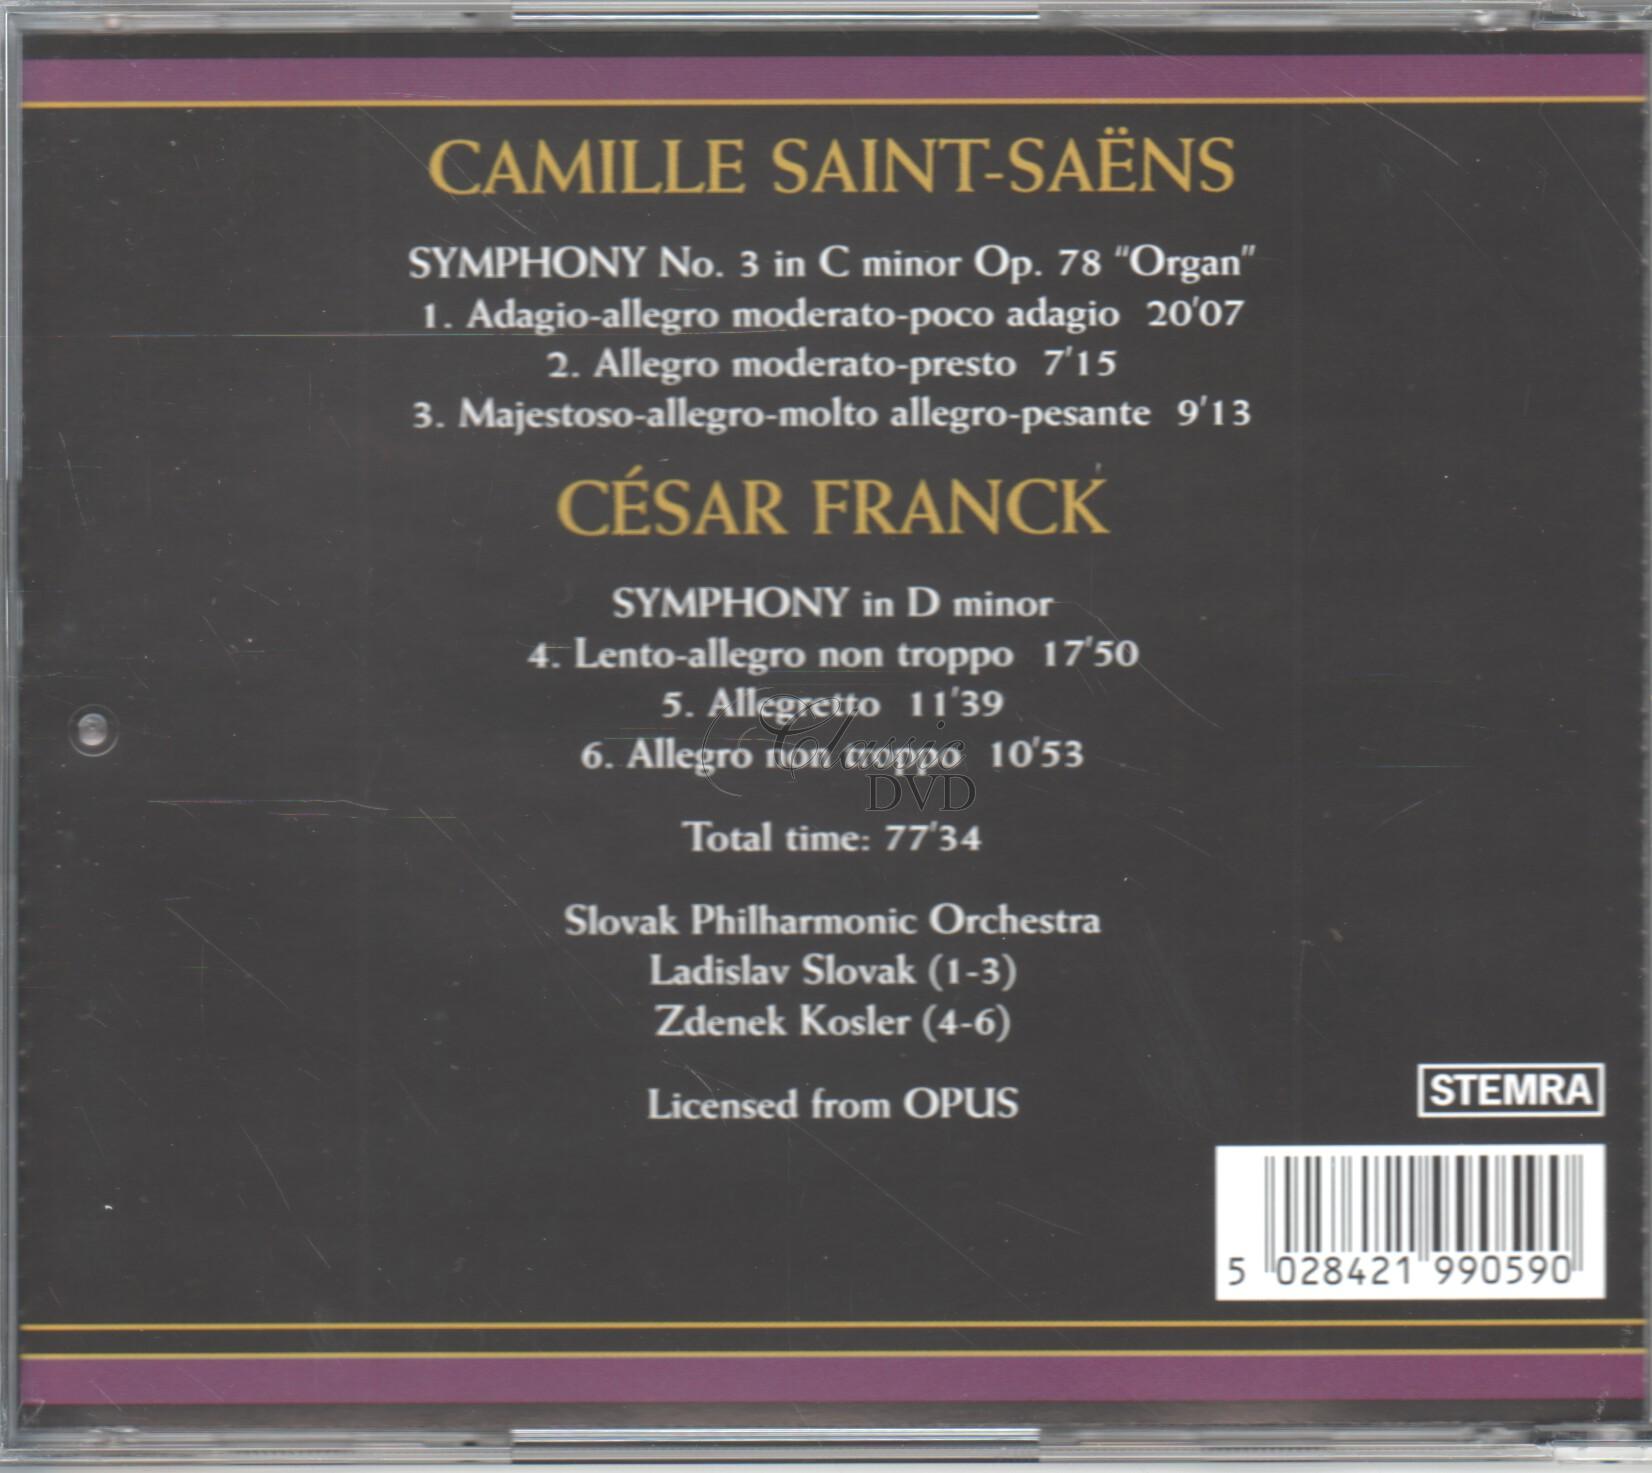 CAMILLE SAINT-SAËNS
SYMPHONY No. 3 in C minor Op. 78 "Organ"
1. Adagio-allegro moderato-poco adagio 20'07
2. Allegro moderato-presto 7'15
3. Majestoso-allegro-molto allegro-pesante 9'13
CÉSAR FRANCK
SYMPHONY in D minor
4. Lento-allegro non troppo 17'50
5. Allegretto 11'39
6. Allegro non troppo 10'53
Classic
DVD
Total time: 77'34
Slovak Philharmonic Orchestra
Ladislav Slovak (1-3)
Zdenek Kosler (4-6)
Licensed from OPUS
STEMRA
5 028421 990590